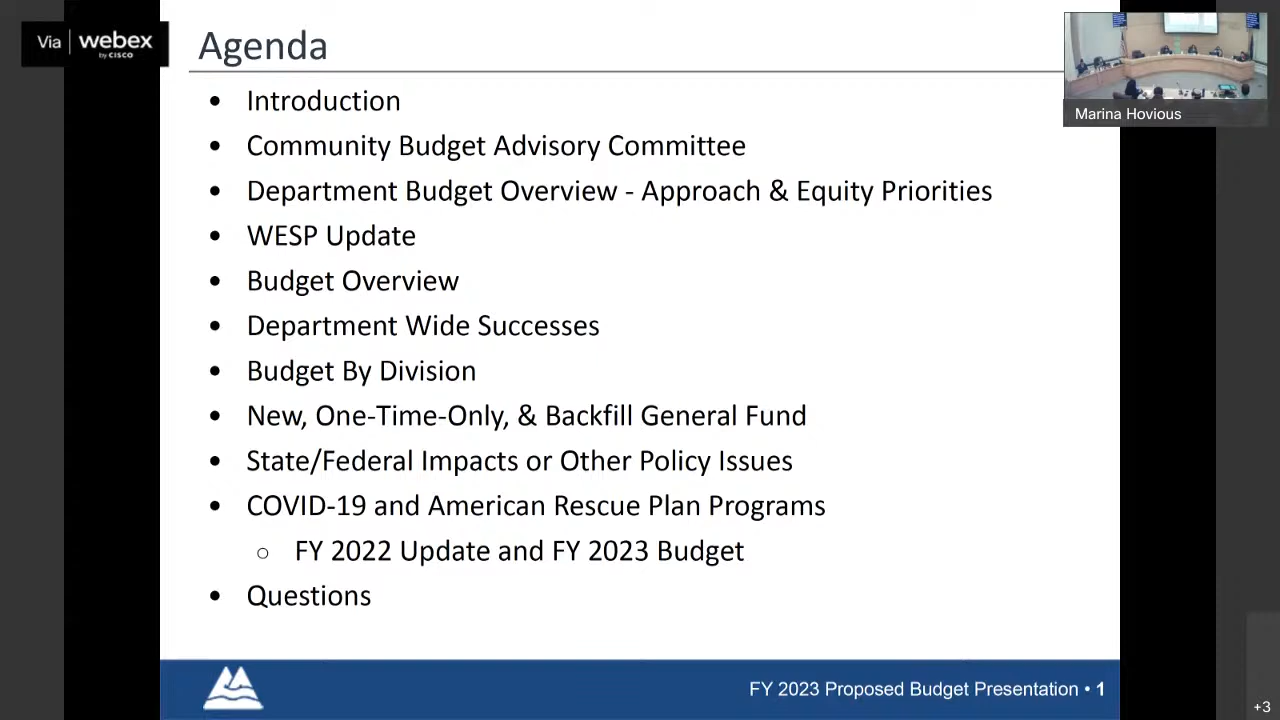 Via webex
by CISCO
Agenda
Marina Hovious
• Introduction
• Community Budget Advisory Committee
• Department Budget Overview - Approach & Equity Priorities
• WESP Update
• Budget Overview
• Department Wide Successes
• Budget By Division
• New, One-Time-Only, & Backfill General Fund
• State/Federal Impacts or Other Policy Issues
• COVID-19 and American Rescue Plan Programs
○ FY 2022 Update and FY 2023 Budget
• Questions
FY 2023 Proposed Budget Presentation • 1
+3